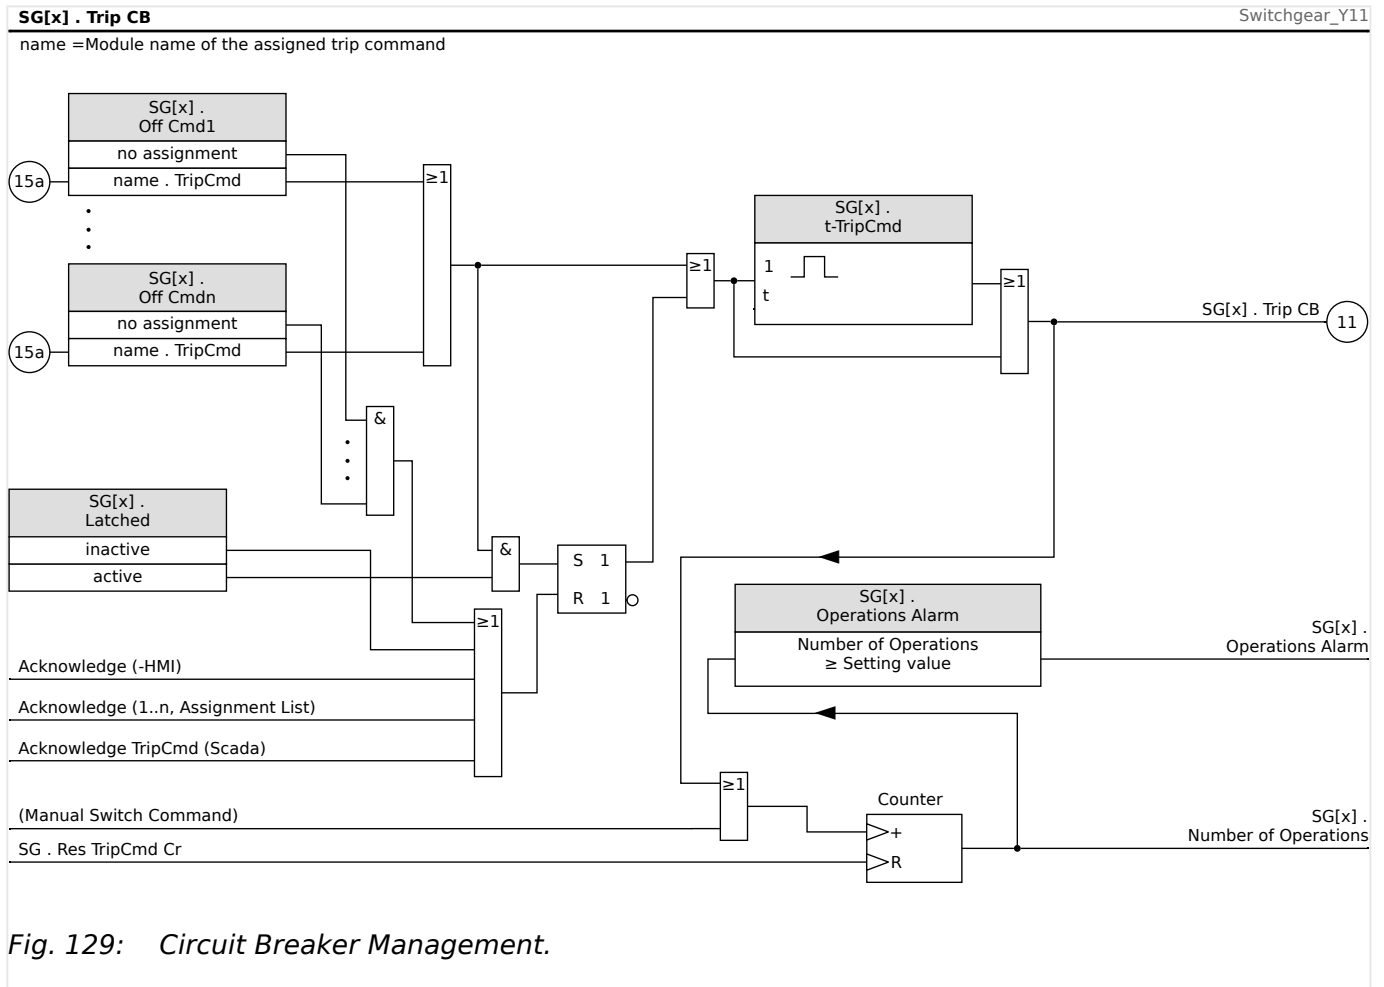 SG[x] . Trip CB
Switchgear_Y11
name =Module name of the assigned trip command
SG[x] .
Off Cmd1
no assignment
15a
name . TripCmd
≥1
SG[x] .
Off Cmdn
no assignment
15a
name . TripCmd
≥1
SG[x] .
t-TripCmd
1
t
≥1
SG[x] . Trip CB
11
&
SG[x] .
Latched
inactive
active
&
S 1
R 1
≥1
Acknowledge (-HMI)
Acknowledge (1..n, Assignment List)
Acknowledge TripCmd (Scada)
SG[x] .
Operations Alarm
Number of Operations
≥ Setting value
SG[x] .
Operations Alarm
≥1
(Manual Switch Command)
SG . Res TripCmd Cr
Counter
+
R
SG[x] .
Number of Operations
Fig. 129: Circuit Breaker Management.